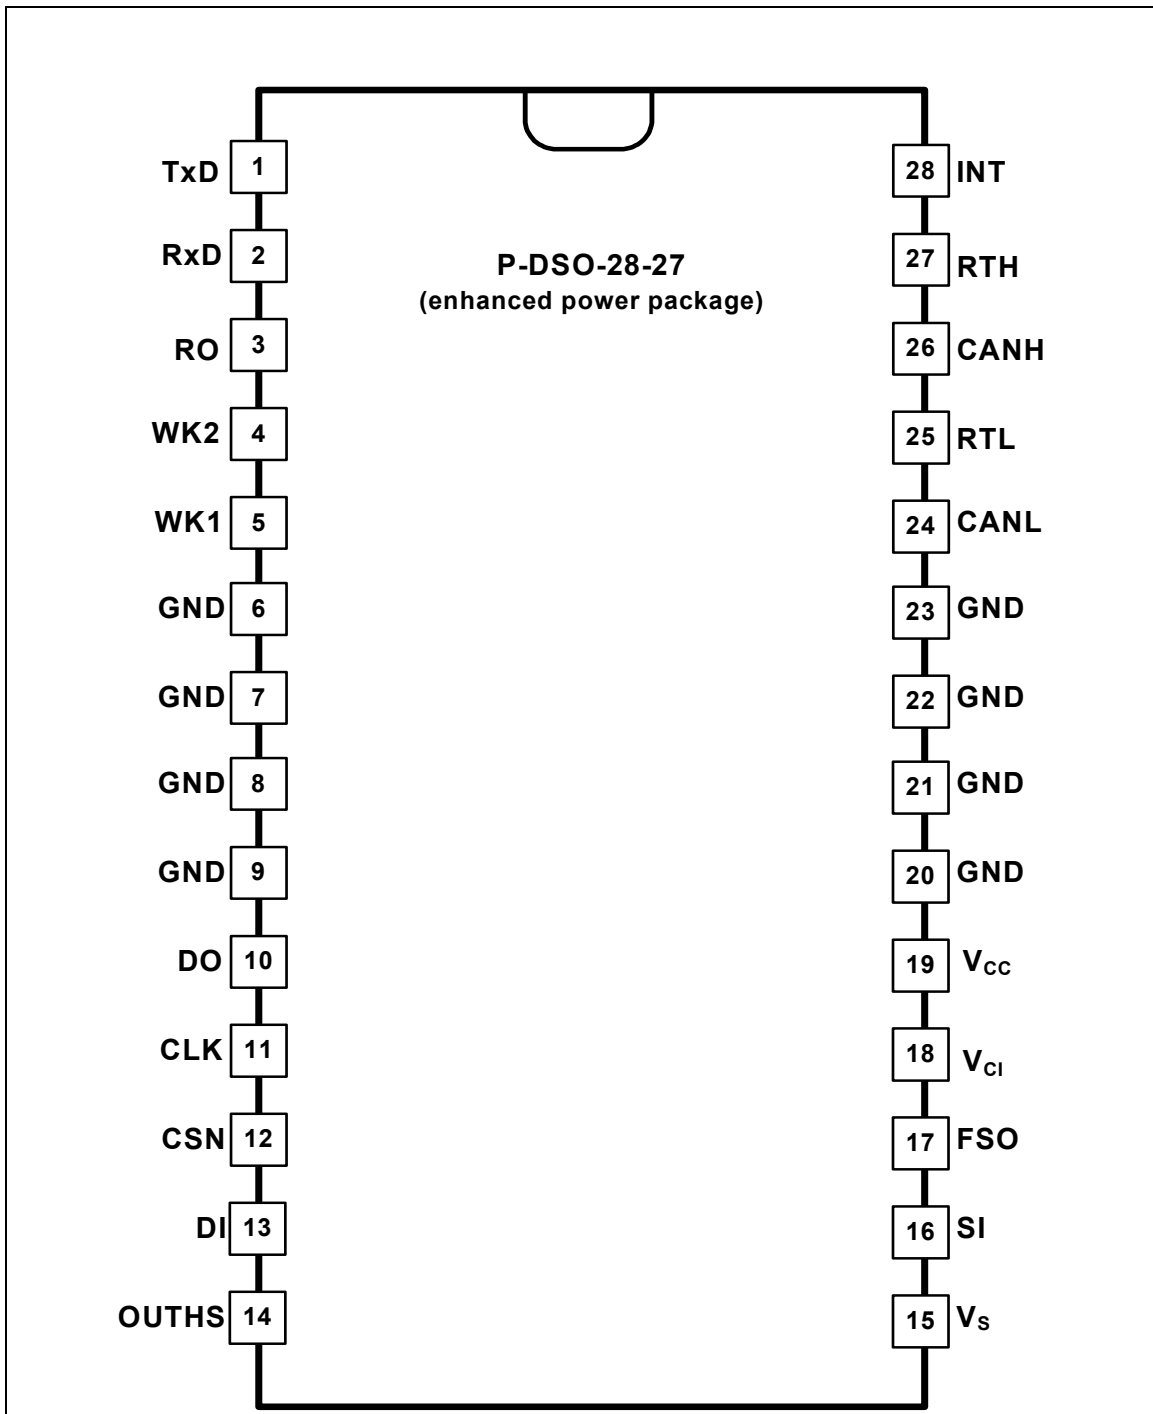 P-DSO-28-27
(enhanced power package)
TxD 1
RxD 2
RO 3
WK2 4
WK1 5
GND 6
GND 7
GND 8
GND 9
DO 10
CLK 11
CSN 12
DI 13
OUTHS 14
28 INT
27 RTH
26 CANH
25 RTL
24 CANL
23 GND
22 GND
21 GND
20 GND
19 VCC
18 VCI
17 FSO
16 SI
15 VS